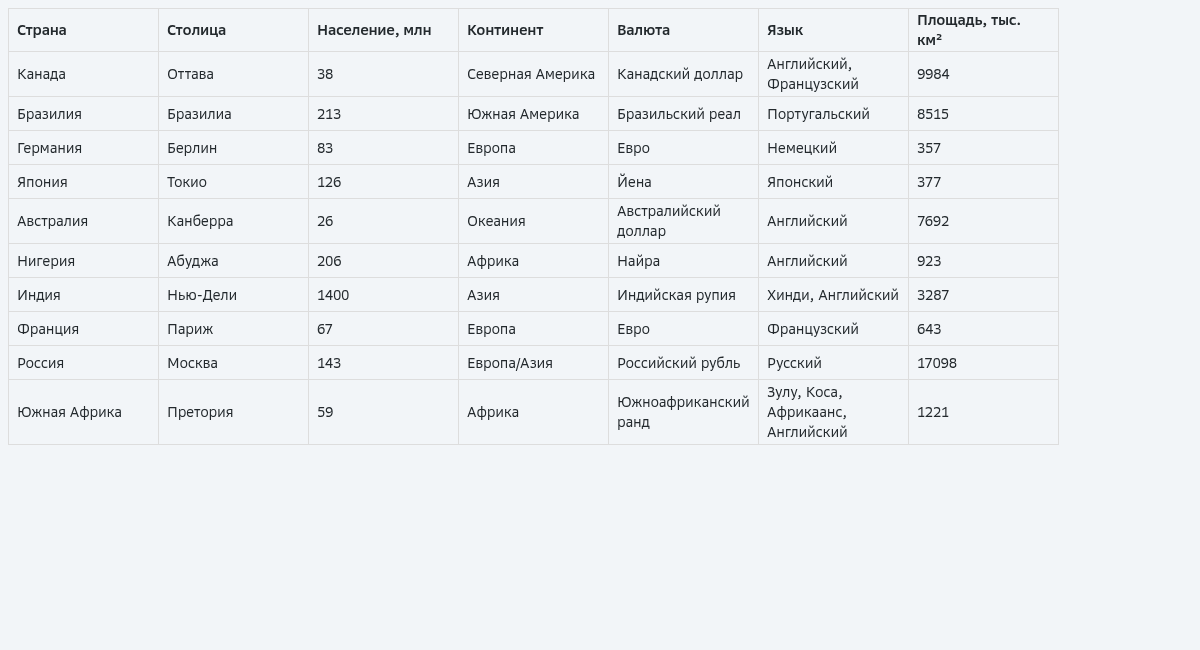 Страна Столица Население, млн Континент Валюта Язык Площадь, тыс. км²
Канада Оттава 38 Северная Америка Канадский доллар Английский, Французский 9984
Бразилия Бразилиа 213 Южная Америка Бразильский реал Португальский 8515
Германия Берлин 83 Европа Евро Немецкий 357
Япония Токио 126 Азия Йена Японский 377
Австралия Канберра 26 Океания Австралийский доллар Английский 7692
Нигерия Абуджа 206 Африка Найра Английский 923
Индия Нью-Дели 1400 Азия Индийская рупия Хинди, Английский 3287
Франция Париж 67 Европа Евро Французский 643
Россия Москва 143 Европа/Азия Российский рубль Русский 17098
Южная Африка Претория 59 Африка Южноафриканский ранд Зулу, Коса, Африкаанс, Английский 1221